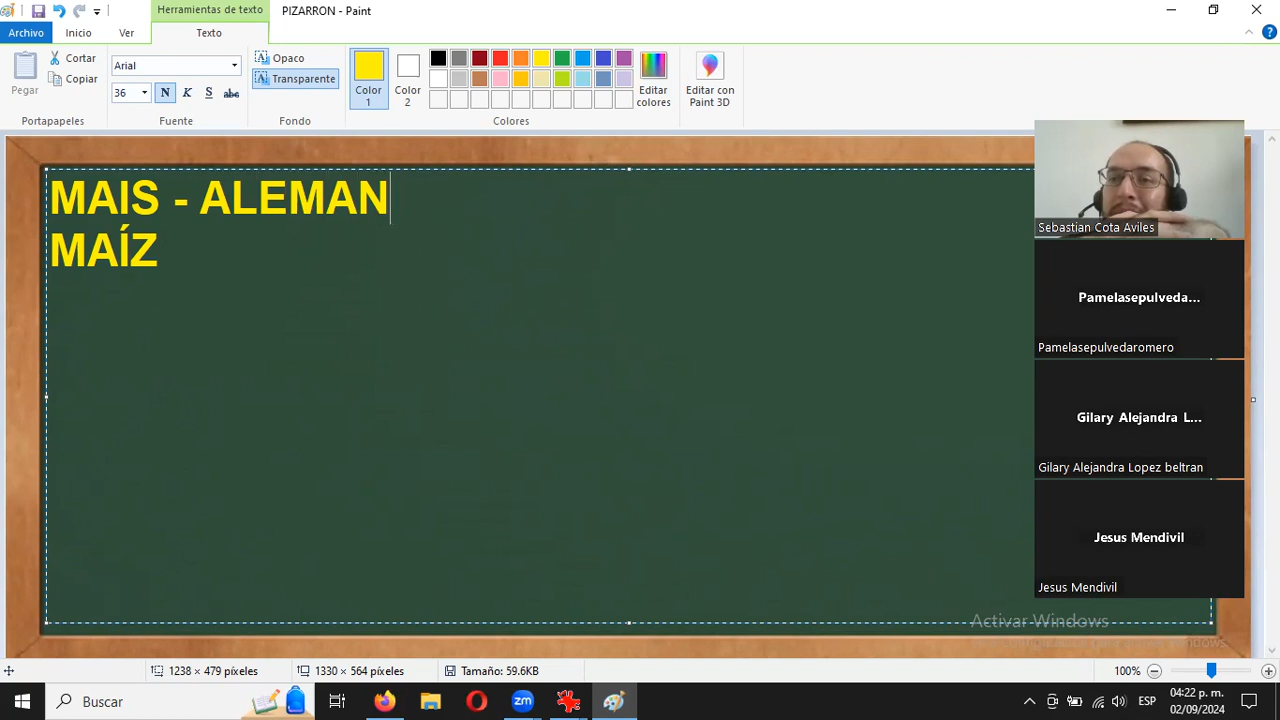 Herramientas de texto
PIZARRON - Paint
Archivo
Inicio
Ver
Texto
Pegar
Cortar
Copiar
Portapapeles
Arial
36
N K S abc
Fuente
Opaco
Transparente
Fondo
Color 1
Color 2
Editar colores
Editar con Paint 3D
Colores
MAIS - ALEMAN
MAÍZ
Sebastian Cota Aviles
Pamelasepulveda...
Pamelasepulvedaromero
Gilary Alejandra L...
Gilary Alejandra Lopez beltran
Jesus Mendivil
Jesus Mendivil
Activar Windows
1238 × 479 píxeles
1330 × 564 píxeles
Tamaño: 59.6KB
100%
Buscar
zm
ESP
04:22 p. m.
02/09/2024